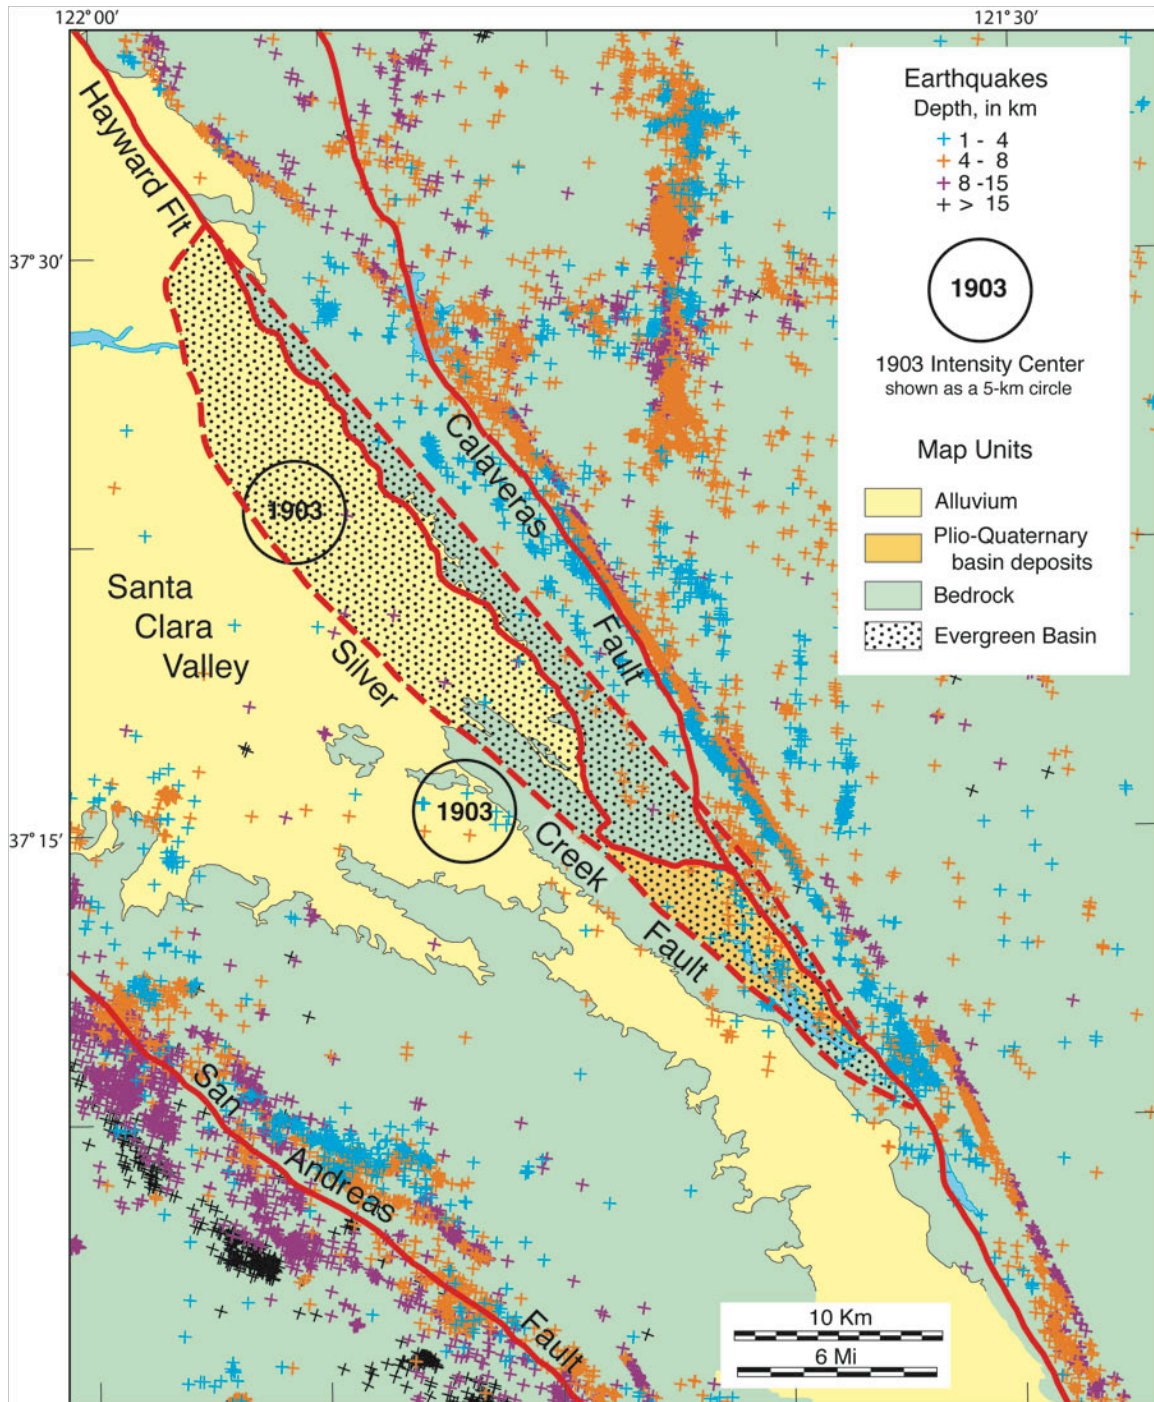 122° 00′
121° 30′
37° 30′
37° 15′
Hayward Flt
Calaveras
Fault
1903
Santa
Clara
Valley
Silver
Creek
Fault
1903
San
Andreas
Fault
Earthquakes
Depth, in km
+ 1 - 4
+ 4 - 8
+ 8 -15
+ > 15
1903
1903 Intensity Center
shown as a 5-km circle
Map Units
Alluvium
Plio-Quaternary
basin deposits
Bedrock
Evergreen Basin
10 Km
6 Mi